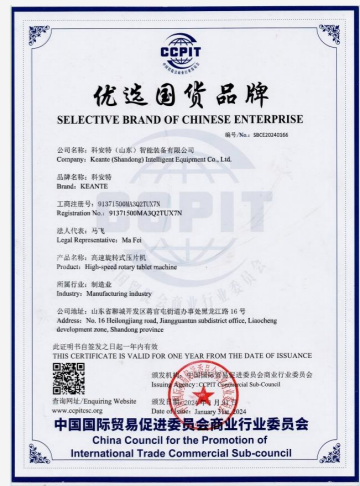 CCPIT
优选国货品牌
SELECTIVE BRAND OF CHINESE ENTERPRISE
编号/No.: SBCE20240166
公司名称: 科安特(山东)智能装备有限公司
Company: Keante (Shandong) Intelligent Equipment Co., Ltd.
品牌名称: 科安特
Brand: KEANTE
工商注册号: 91371500MA3Q2TUX7N
Registration No.: 91371500MA3Q2TUX7N
法人代表: 马飞
Legal Representative: Ma Fei
产品名称: 高速旋转式压片机
Product: High-speed rotary tablet machine
所属行业: 制造业
Industry: Manufacturing industry
公司地址: 山东省聊城开发区蒋官屯街道办事处黑龙江路 16 号
Address: No. 16 Heilongjiang road, Jiangguantun subdistrict office, Liaocheng
development zone, Shandong province
此证明书自签发之日起一年内有效
THIS CERTIFICATE IS VALID FOR ONE YEAR FROM THE DATE OF ISSUANCE
颁发机构: 中国国际贸易促进委员会商业行业委员会
Issuing Agency: CCPIT Commercial Sub-Council
查询网址/Enquiring Website
www.ccpitcsc.org
Date of issue: January 31st, 2024
中国国际贸易促进委员会商业行业委员会
China Council for the Promotion of
International Trade Commercial Sub-council